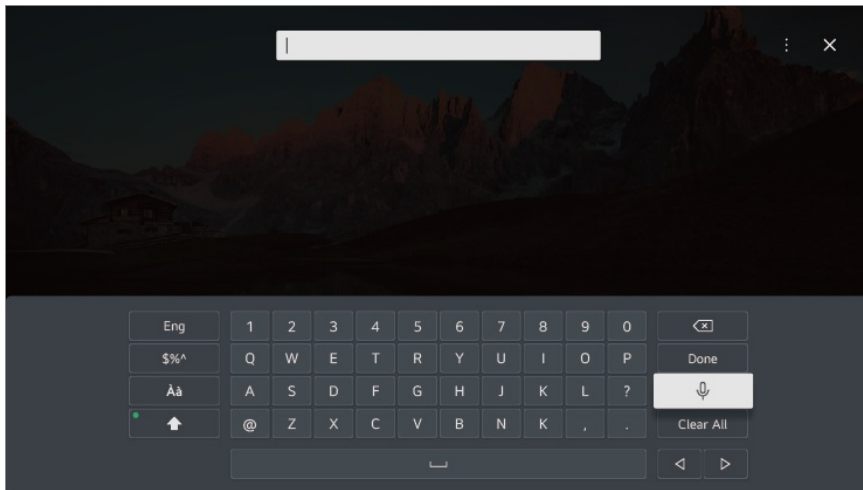 Eng 1 2 3 4 5 6 7 8 9 0
$%^ Q W E T R Y U I O P Done
Àà A S D F G H J K L ?
@ Z X C V B N K , . Clear All